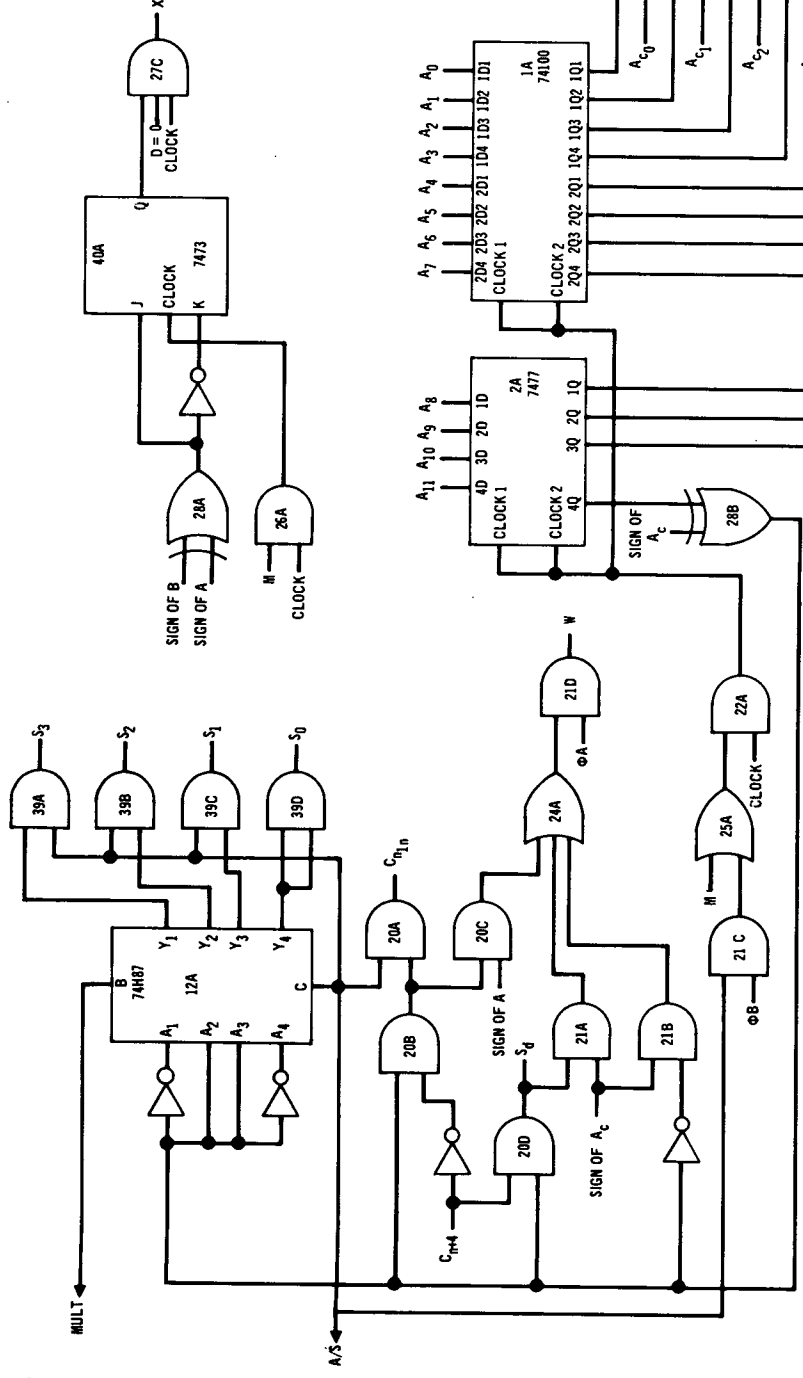 X
27C
D = 0
CLOCK
Q
40A
7473
J
CLOCK
K
28A
26A
SIGN OF B
SIGN OF A
M
CLOCK
A0
A1
A2
A3
A4
A5
A6
A7
1D1
1D2
1D3
1D4
2D1
2D2
2D3
2D4
1A
74100
CLOCK 1
CLOCK 2
1Q1
1Q2
1Q3
1Q4
2Q1
2Q2
2Q3
2Q4
Ac0
Ac1
Ac2
A8
A9
A10
A11
1D
2D
3D
4D
2A
7477
CLOCK 1
CLOCK 2
1Q
2Q
3Q
4Q
SIGN OF
Ac
28B
S3
S2
S1
S0
39A
39B
39C
39D
MULT
B
74H87
12A
C
A1
A2
A3
A4
Y1
Y2
Y3
Y4
A/S
Cn1n
20A
20B
20C
SIGN OF A
Cn+4
20D
Sd
21A
SIGN OF Ac
21B
24A
21D
ΦA
W
M
25A
21 C
ΦB
22A
CLOCK